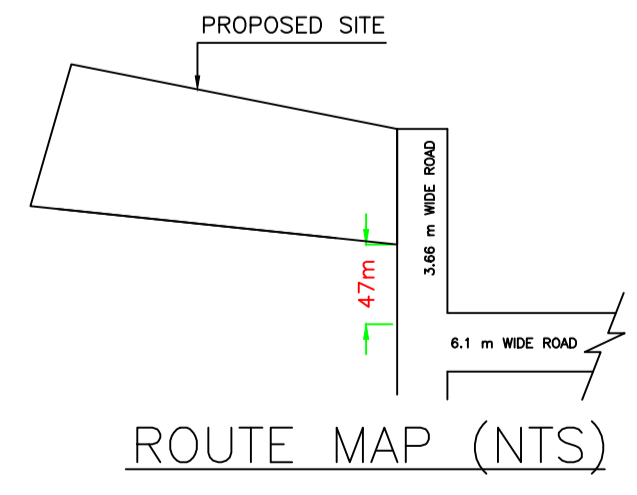 PROPOSED SITE
3.66 m WIDE ROAD
47m
6.1 m WIDE ROAD
ROUTE MAP (NTS)